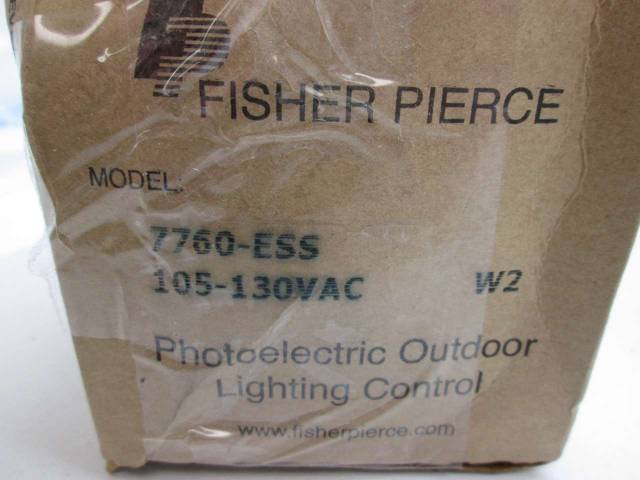 FISHER PIERCE
MODEL:
7760-ESS
105-130VAC W2
Photoelectric Outdoor
Lighting Control
www.fisherpierce.com